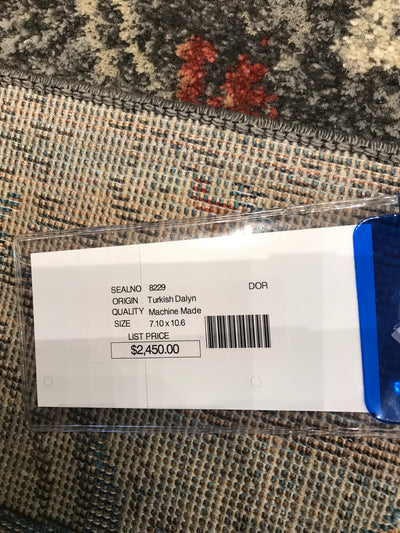 SEALNO 8229 DOR
ORIGIN Turkish Dalyn
QUALITY Machine Made
SIZE 7.10 x 10.6
LIST PRICE
$2,450.00